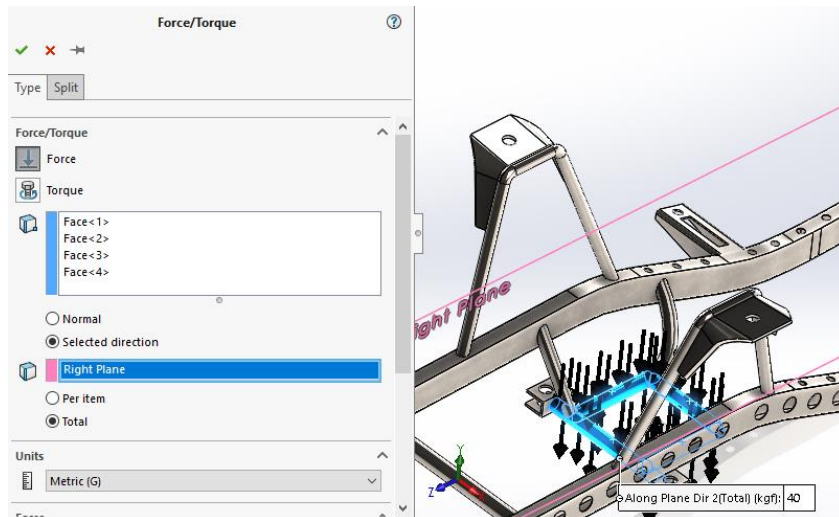 Force/Torque
Type
Split
Force/Torque
Force
Torque
Face<1>
Face<2>
Face<3>
Face<4>
Normal
Selected direction
Right Plane
Per item
Total
Units
Metric (G)
Right Plane
Y
Z
Along Plane Dir 2(Total) (kgf): 40